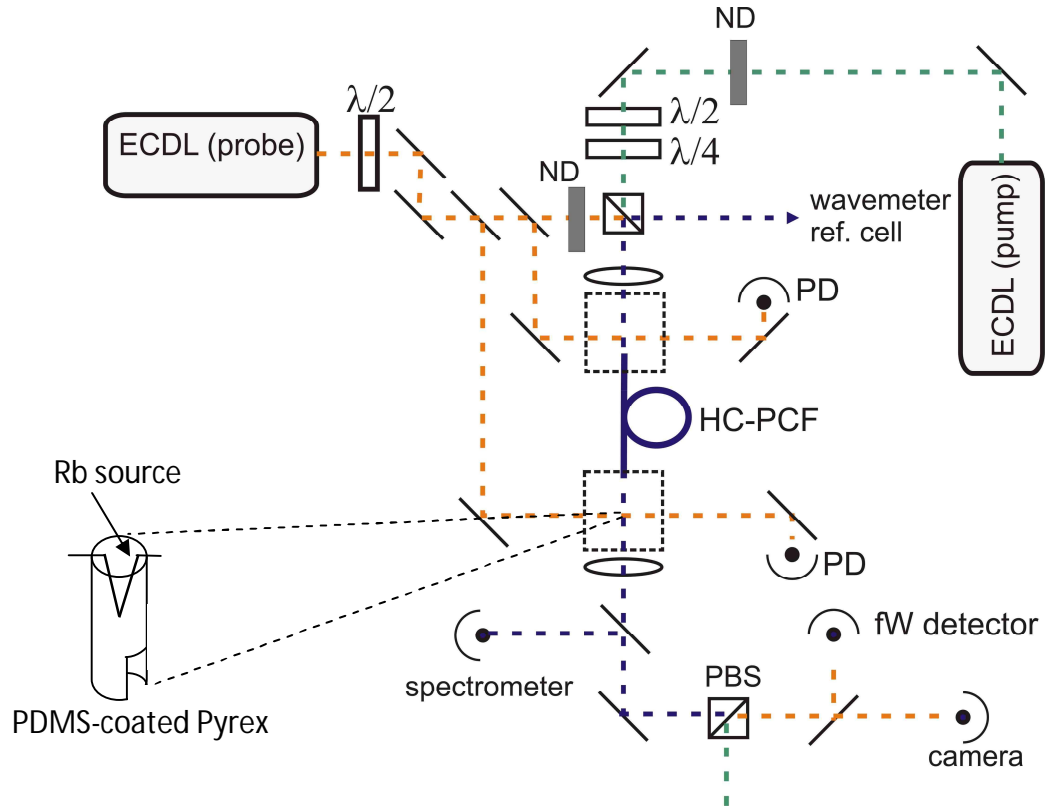 ND
λ/2
ECDL (probe)
λ/2
λ/4
ND
wavemeter
ref. cell
ECDL (pump)
PD
HC-PCF
Rb source
PD
fW detector
spectrometer
PBS
PDMS-coated Pyrex
camera